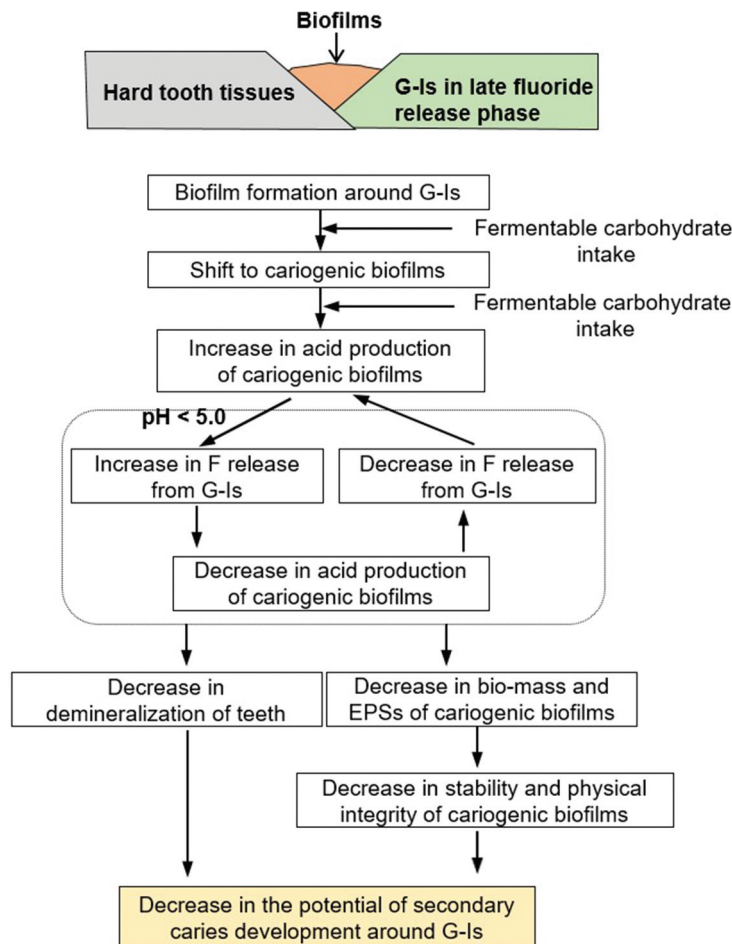 Biofilms
Hard tooth tissues
G-Is in late fluoride
release phase
Biofilm formation around G-Is
Fermentable carbohydrate
intake
Shift to cariogenic biofilms
Fermentable carbohydrate
intake
Increase in acid production
of cariogenic biofilms
pH < 5.0
Increase in F release
from G-Is
Decrease in F release
from G-Is
Decrease in acid production
of cariogenic biofilms
Decrease in
demineralization of teeth
Decrease in bio-mass and
EPSs of cariogenic biofilms
Decrease in stability and physical
integrity of cariogenic biofilms
Decrease in the potential of secondary
caries development around G-Is